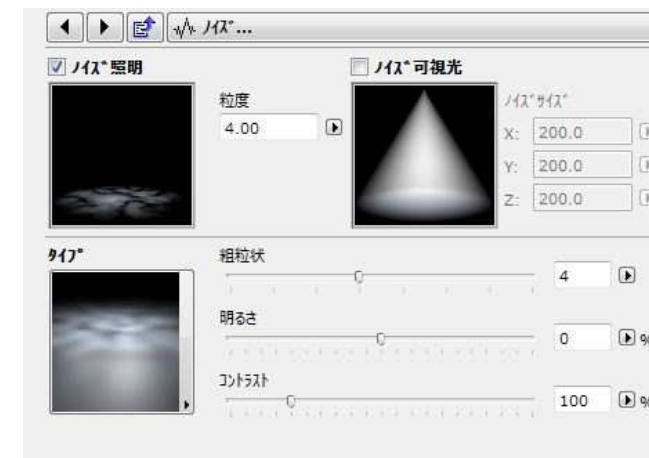 ﾉｲｽﾞ...
ﾉｲｽﾞ照明
ﾉｲｽﾞ可視光
粒度
4.00
ﾉｲｽﾞｻｲｽﾞ
X: 200.0
Y: 200.0
Z: 200.0
ﾀｲﾌﾟ
粗粒状
4
明るさ
0 %
ｺﾝﾄﾗｽﾄ
100 %